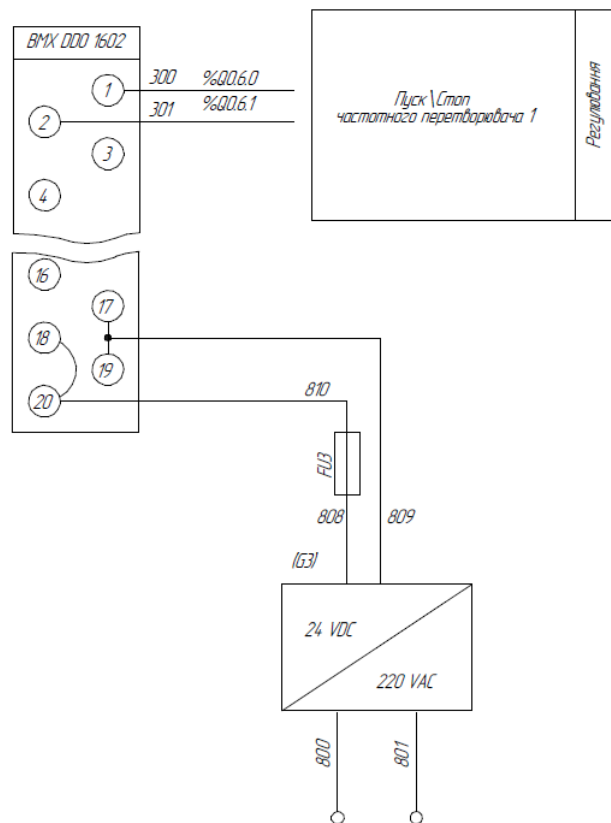 BMX DDO 1602
1
300
%Q0.6.0
2
301
%Q0.6.1
3
4
Пуск\Стоп
частотного перетворювача 1
Регулювання
16
17
18
19
20
810
FU3
808
809
(G3)
24 VDC
220 VAC
800
801